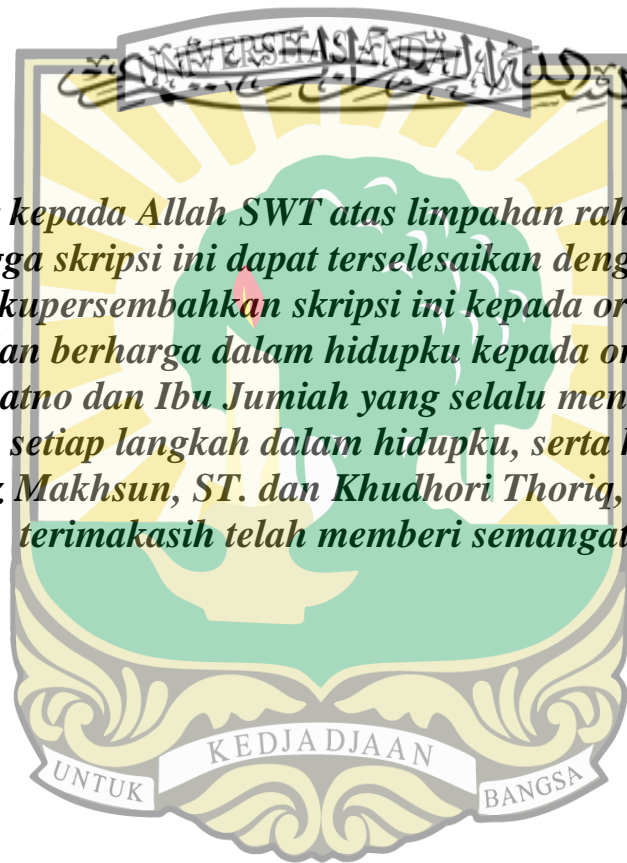 UNIVERSITAS ANDALAS
kepada Allah SWT atas limpahan rah
gga skripsi ini dapat terselesaikan deng
kupersembahkan skripsi ini kepada or
dan berharga dalam hidupku kepada or
atno dan Ibu Jumiah yang selalu men
setiap langkah dalam hidupku, serta
Makhsun, ST. dan Khudhori Thoriq,
terimakasih telah memberi semangat
UNTUK KEDJADJAAN BANGSA